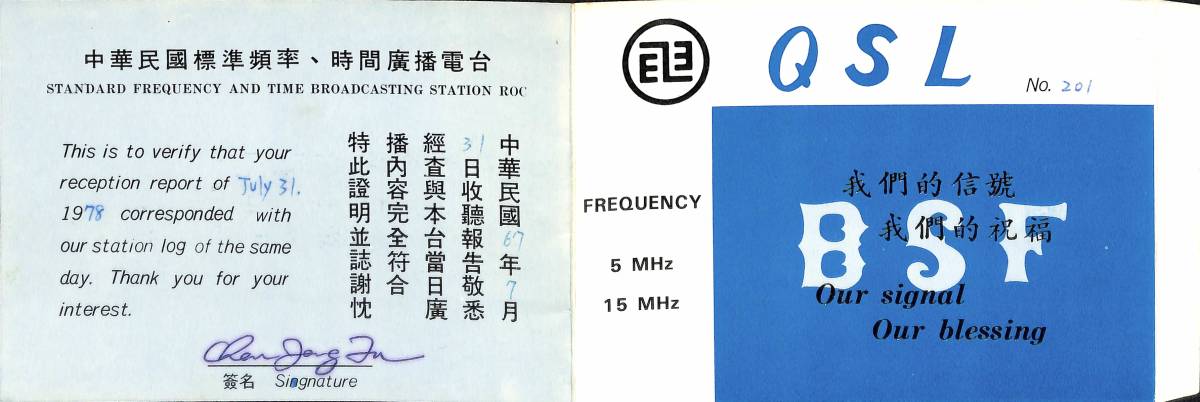 中華民國標準頻率、時間廣播電台
STANDARD FREQUENCY AND TIME BROADCASTING STATION ROC
This is to verify that your
reception report of July 31.
1978 corresponded with
our station log of the same
day. Thank you for your
interest.
中華民國67年7月
31日收聽報告敬悉
經查與本台當日廣
播內容完全符合
特此證明並誌謝忱
簽名 Singnature
QSL
No. 201
FREQUENCY
5 MHz
15 MHz
BSF
我們的信號
我們的祝福
Our signal
Our blessing